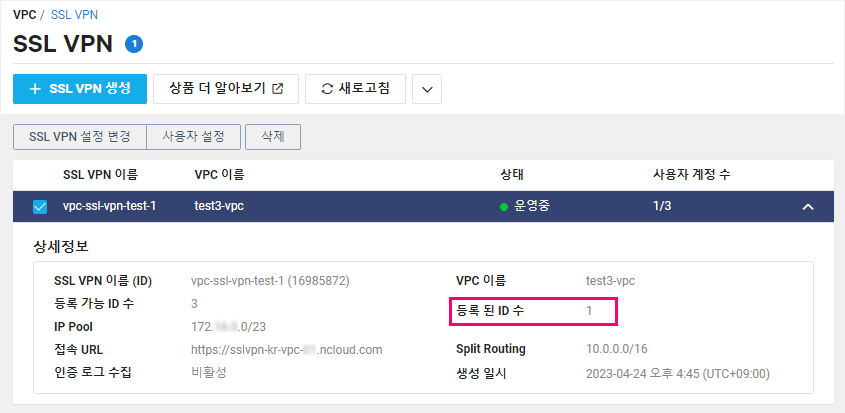 VPC / SSL VPN
SSL VPN 1
+ SSL VPN 생성 상품 더 알아보기 새로고침
SSL VPN 설정 변경 사용자 설정 삭제
SSL VPN 이름 VPC 이름 상태 사용자 계정 수
vpc-ssl-vpn-test-1 test3-vpc 운영중 1/3
상세정보
SSL VPN 이름 (ID) vpc-ssl-vpn-test-1 (16985872) VPC 이름 test3-vpc
등록 가능 ID 수 3 등록 된 ID 수 1
IP Pool 172. .0/23
접속 URL https://sslvpn-kr-vpc- .ncloud.com Split Routing 10.0.0.0/16
인증 로그 수집 비활성 생성 일시 2023-04-24 오후 4:45 (UTC+09:00)